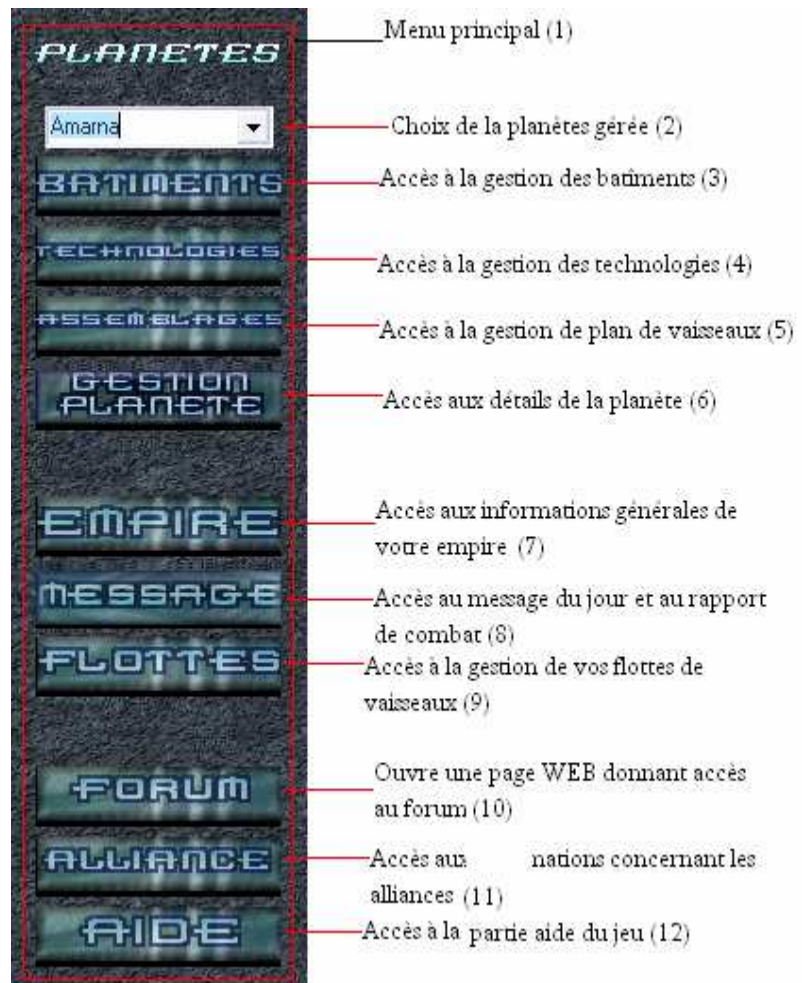 PLANETES
Menu principal (1)
Amarna
Choix de la planètes gérée (2)
BATIMENTS
Accès à la gestion des batîments (3)
TECHNOLOGIES
Accès à la gestion des technologies (4)
ASSEMBLAGES
Accès à la gestion de plan de vaisseaux (5)
GESTION
PLANETE
Accès aux détails de la planète (6)
EMPIRE
Accès aux informations générales de
votre empire (7)
MESSAGE
Accès au message du jour et au rapport
de combat (8)
FLOTTES
Accès à la gestion de vos flottes de
vaisseaux (9)
FORUM
Ouvre une page WEB donnant accès
au forum (10)
ALLIANCE
Accès aux nations concernant les
alliances (11)
AIDE
Accès à la partie aide du jeu (12)